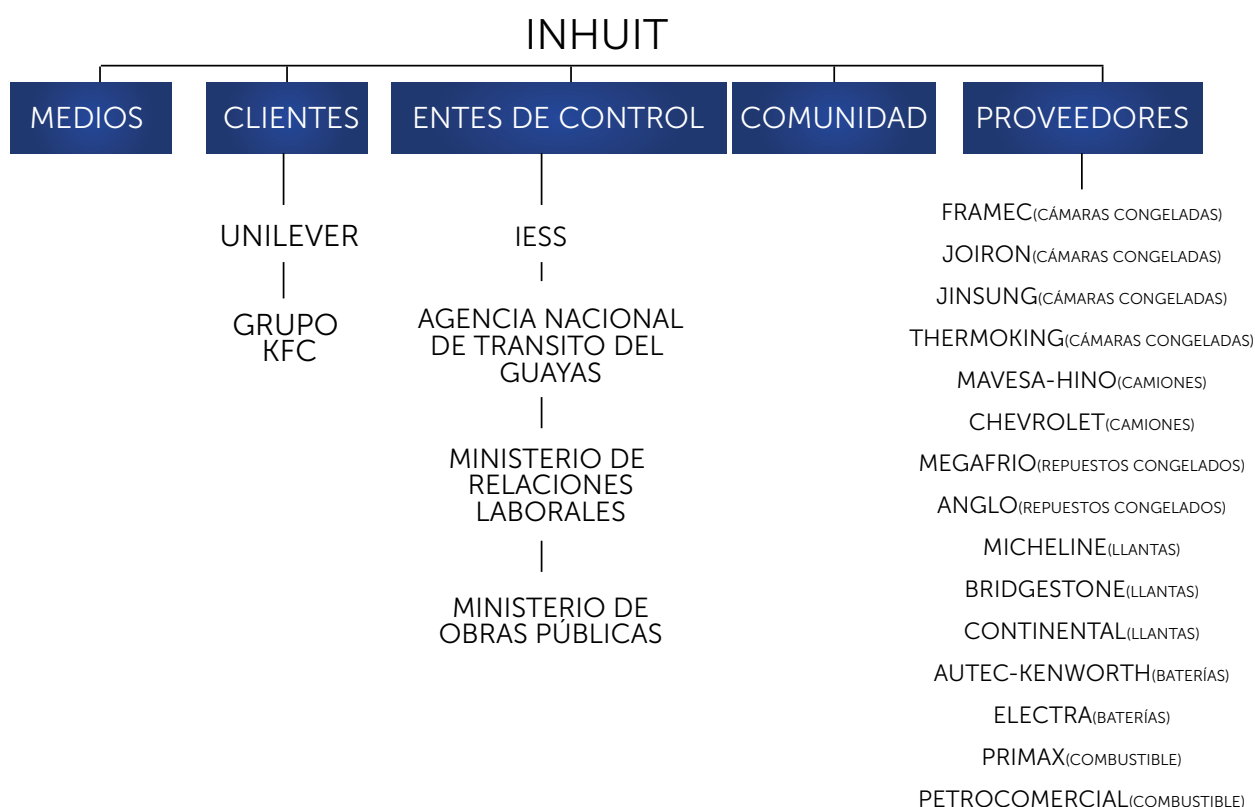 INHUIT
MEDIOS
CLIENTES
ENTES DE CONTROL
COMUNIDAD
PROVEEDORES
UNILEVER
GRUPO
KFC
IESS
AGENCIA NACIONAL
DE TRANSITO DEL
GUAYAS
MINISTERIO DE
RELACIONES
LABORALES
MINISTERIO DE
OBRAS PÚBLICAS
FRAMEC(CÁMARAS CONGELADAS)
JOIRON(CÁMARAS CONGELADAS)
JINSUNG(CÁMARAS CONGELADAS)
THERMOKING(CÁMARAS CONGELADAS)
MAVESA-HINO(CAMIONES)
CHEVROLET(CAMIONES)
MEGAFRIO(REPUESTOS CONGELADOS)
ANGLO(REPUESTOS CONGELADOS)
MICHELINE(LLANTAS)
BRIDGESTONE(LLANTAS)
CONTINENTAL(LLANTAS)
AUTEC-KENWORTH(BATERÍAS)
ELECTRA(BATERÍAS)
PRIMAX(COMBUSTIBLE)
PETROCOMERCIAL(COMBUSTIBLE)